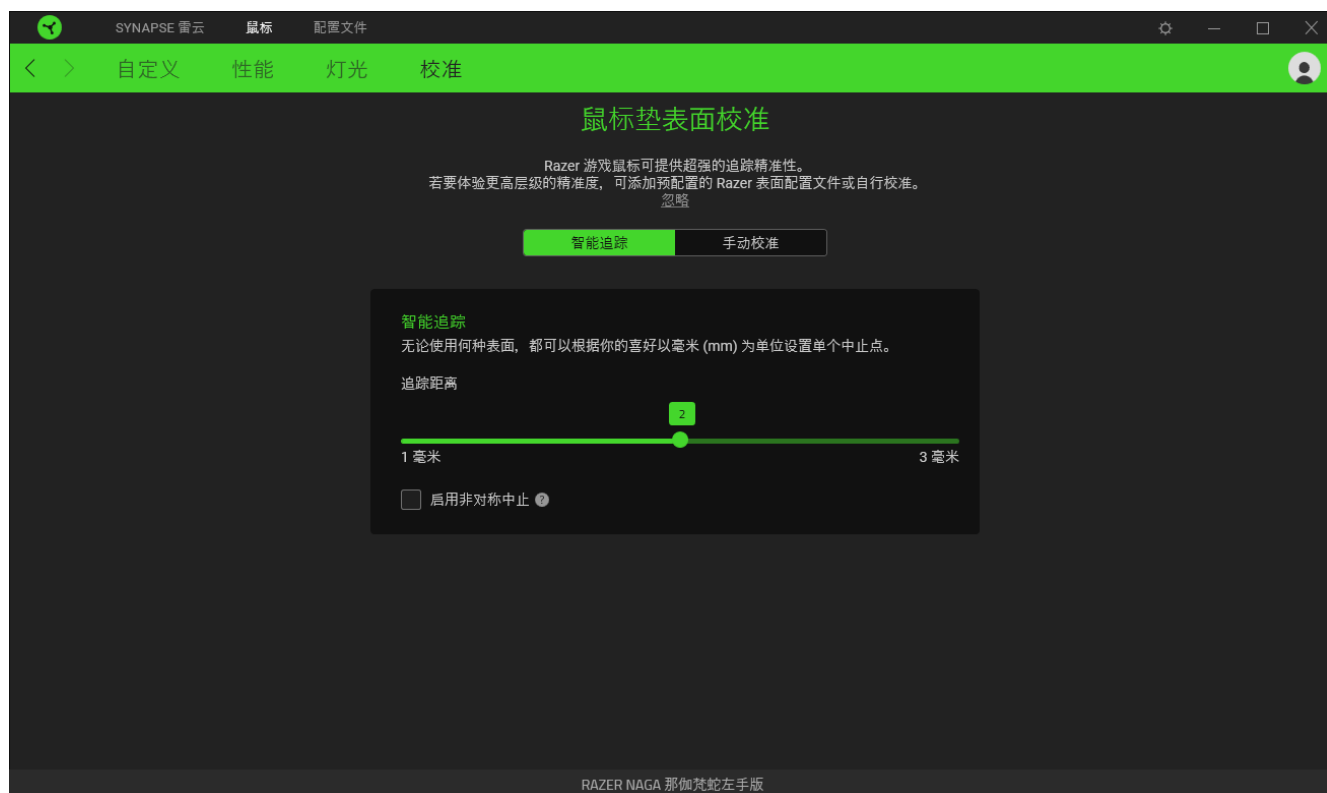 SYNAPSE 雷云 鼠标 配置文件
自定义 性能 灯光 校准
鼠标垫表面校准
Razer 游戏鼠标可提供超强的追踪精准性。
若要体验更高层级的精准度，可添加预配置的 Razer 表面配置文件或自行校准。
忽略
智能追踪 手动校准
智能追踪
无论使用何种表面，都可以根据你的喜好以毫米 (mm) 为单位设置单个中止点。
追踪距离
2
1 毫米 3 毫米
启用非对称中止 ?
RAZER NAGA 那伽梵蛇左手版